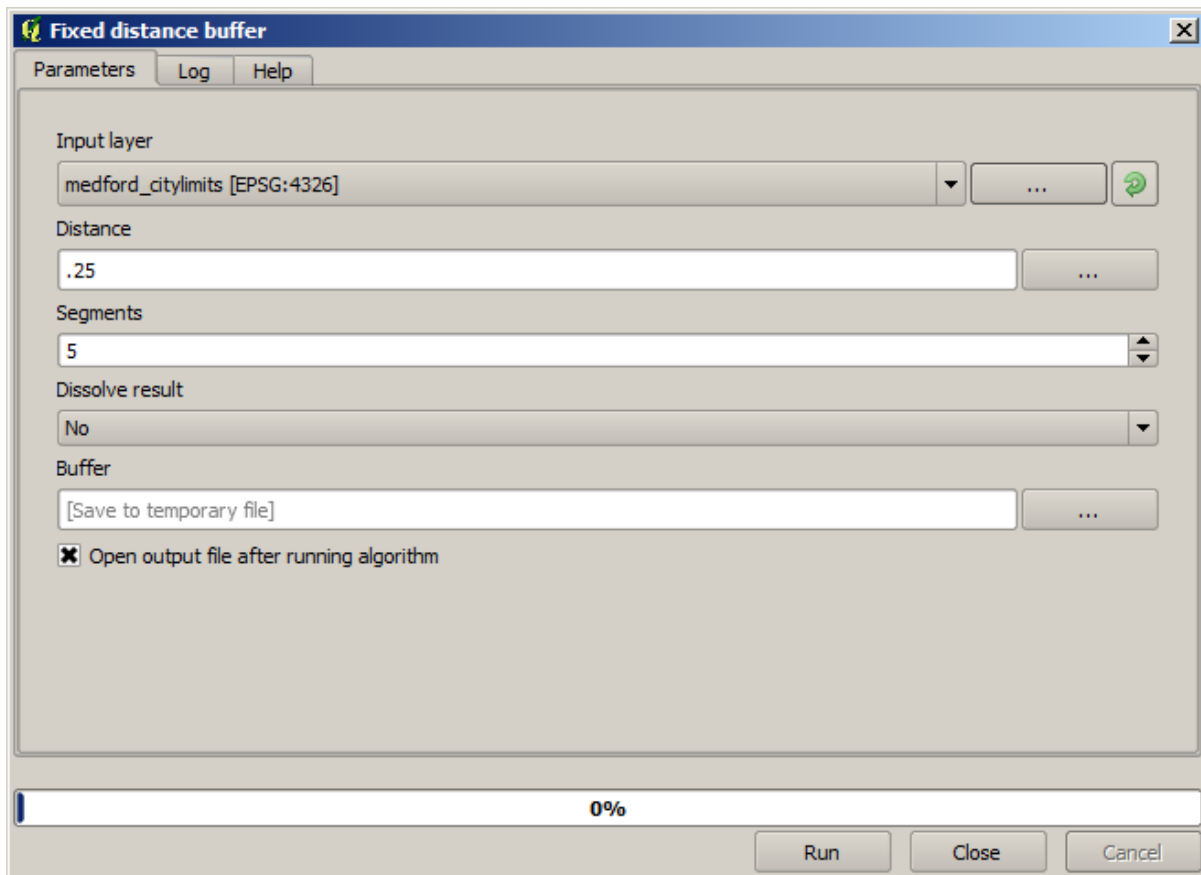 Fixed distance buffer
Parameters Log Help
Input layer
medford_citylimits [EPSG:4326] ...
Distance
.25 ...
Segments
5
Dissolve result
No
Buffer
[Save to temporary file] ...
Open output file after running algorithm
0%
Run Close Cancel